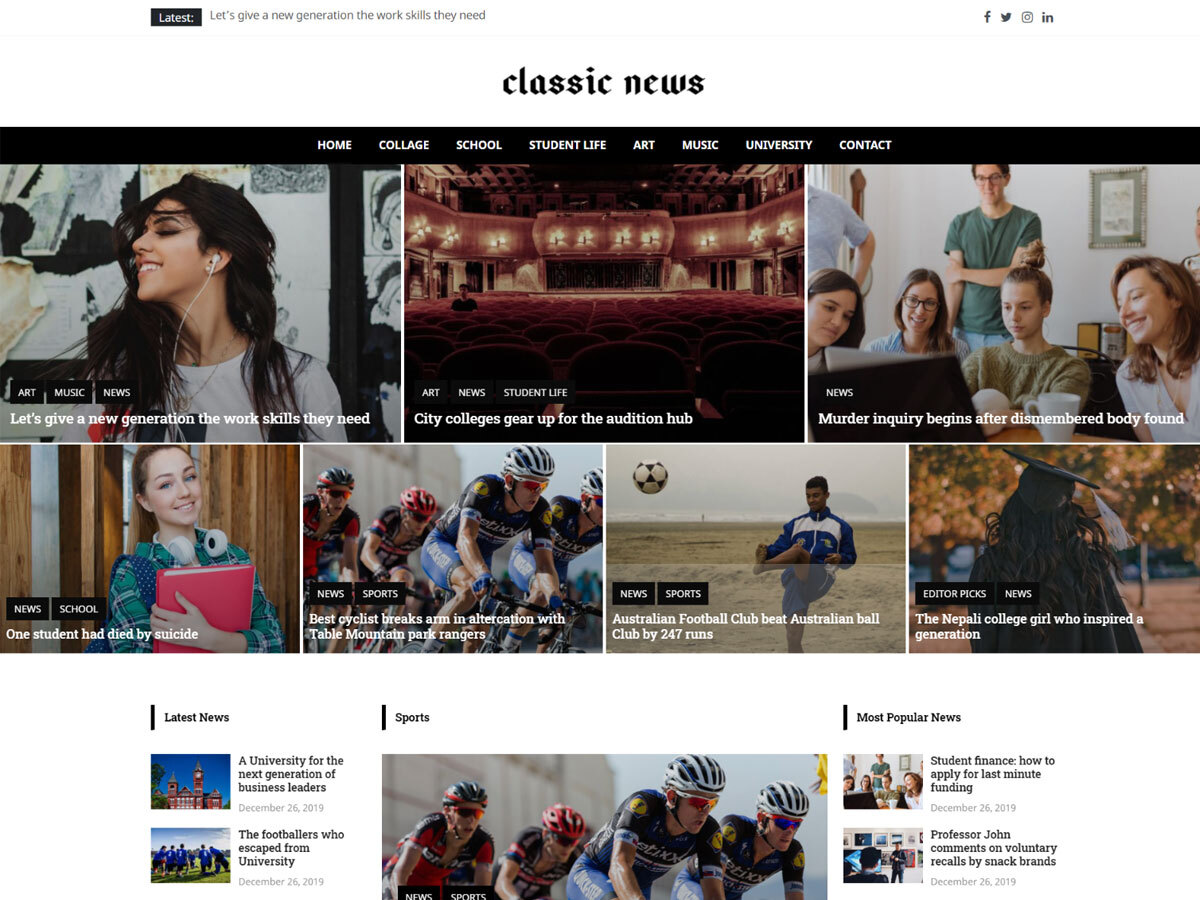 Latest: Let's give a new generation the work skills they need
classic news
HOME COLLAGE SCHOOL STUDENT LIFE ART MUSIC UNIVERSITY CONTACT
ART MUSIC NEWS
Let's give a new generation the work skills they need
ART NEWS STUDENT LIFE
City colleges gear up for the audition hub
NEWS
Murder inquiry begins after dismembered body found
NEWS SCHOOL
One student had died by suicide
NEWS SPORTS
Best cyclist breaks arm in altercation with
Table Mountain park rangers
NEWS SPORTS
Australian Football Club beat Australian ball
Club by 247 runs
EDITOR PICKS NEWS
The Nepali college girl who inspired a
generation
Latest News
A University for the
next generation of
business leaders
December 26, 2019
The footballers who
escaped from
University
December 26, 2019
Sports
NEWS SPORTS
Most Popular News
Student finance: how to
apply for last minute
funding
December 26, 2019
Professor John
comments on voluntary
recalls by snack brands
December 26, 2019